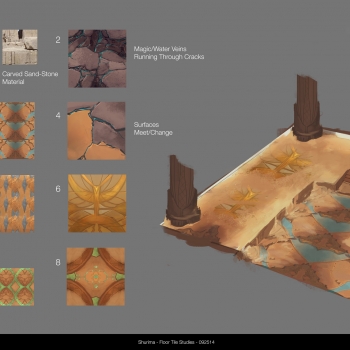 2
Magic/Water Veins
Running Through Cracks
Carved Sand-Stone
Material
4
Surfaces
Meet/Change
6
8
Shurima - Floor Tile Studies - 092514